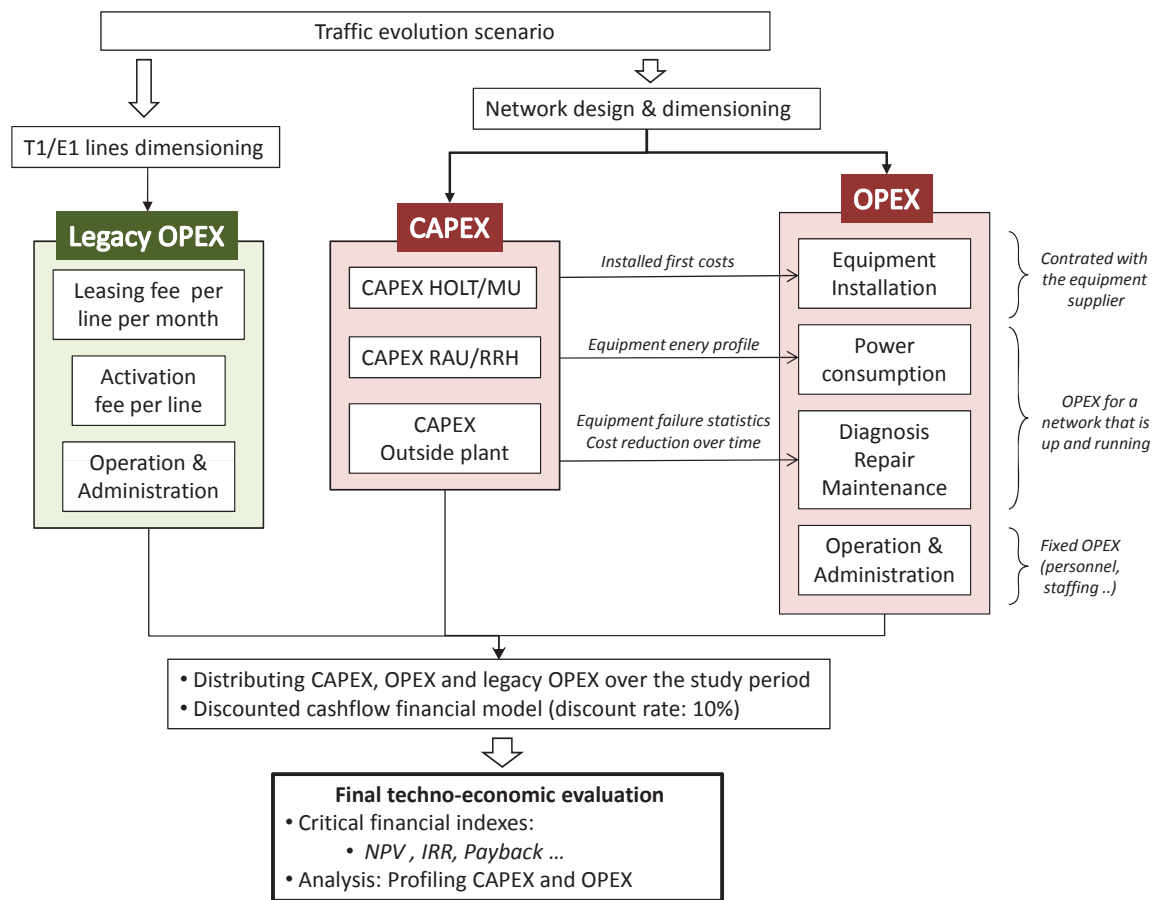 Traffic evolution scenario
Network design & dimensioning
T1/E1 lines dimensioning
Legacy OPEX
Leasing fee per
line per month
Activation
fee per line
Operation &
Administration
CAPEX
CAPEX HOLT/MU
CAPEX RAU/RRH
CAPEX
Outside plant
Installed first costs
Equipment enery profile
Equipment failure statistics
Cost reduction over time
OPEX
Equipment
Installation
Power
consumption
Diagnosis
Repair
Maintenance
Operation &
Administration
Contrated with
the equipment
supplier
OPEX for a
network that is
up and running
Fixed OPEX
(personnel,
staffing ..)
• Distributing CAPEX, OPEX and legacy OPEX over the study period
• Discounted cashflow financial model (discount rate: 10%)
Final techno-economic evaluation
• Critical financial indexes:
• NPV , IRR, Payback ...
• Analysis: Profiling CAPEX and OPEX